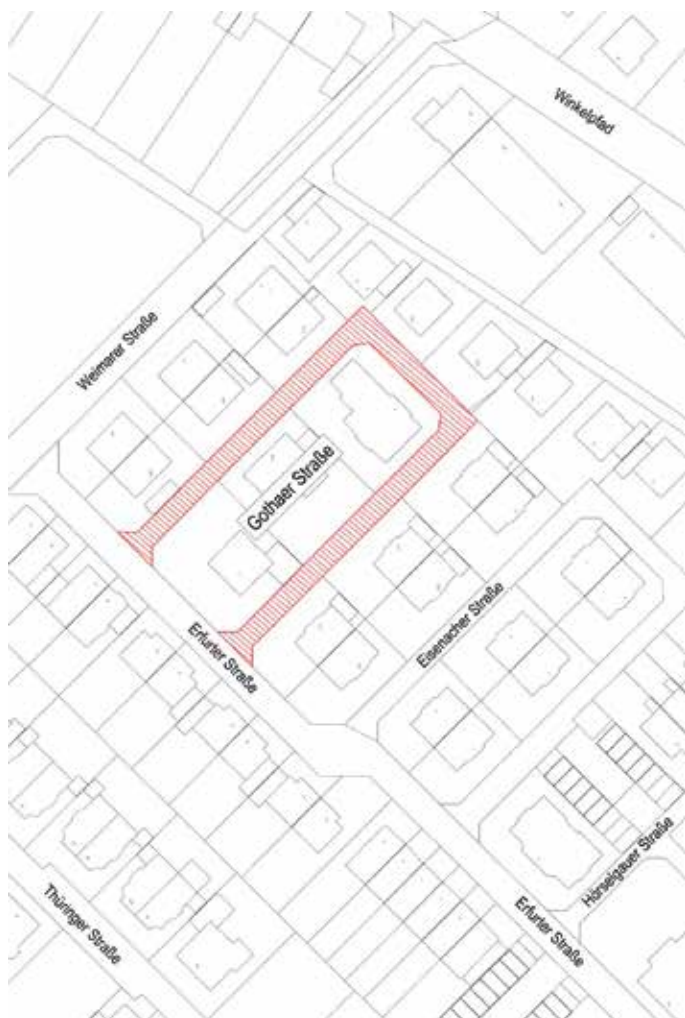 Winkelpfad
Weimarer Straße
Gothaer Straße
Eisenacher Straße
Erfurter Straße
Hörselgauer Straße
Thüringer Straße
Erfurter Straße